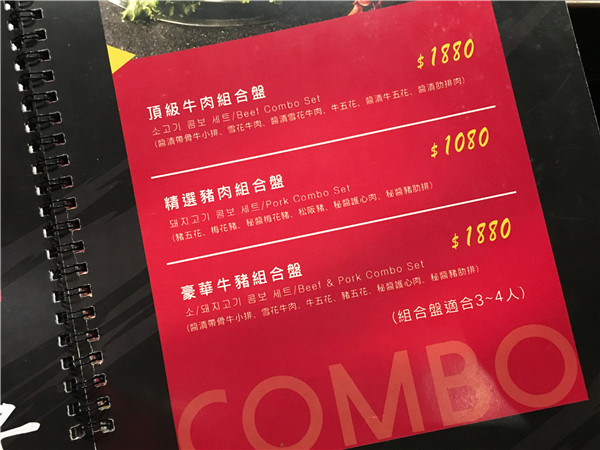 $1880
頂級牛肉組合盤
소고기 콤보 세트/Beef Combo Set
(醬漬帶骨牛小排、雪花牛肉、醬漬雪花牛肉、牛五花、醬漬牛五花、醬漬肋排肉)
$1080
精選豬肉組合盤
돼지고기 콤보 세트/Pork Combo Set
(豬五花、梅花豬、秘醬梅花豬、松阪豬、秘醬護心肉、秘醬豬肋排)
$1880
豪華牛豬組合盤
소/돼지고기 콤보 세트/Beef & Pork Combo Set
(醬漬帶骨牛小排、雪花牛肉、牛五花、豬五花、秘醬護心肉、秘醬豬肋排)
(組合盤適合3~4人)
COMBO